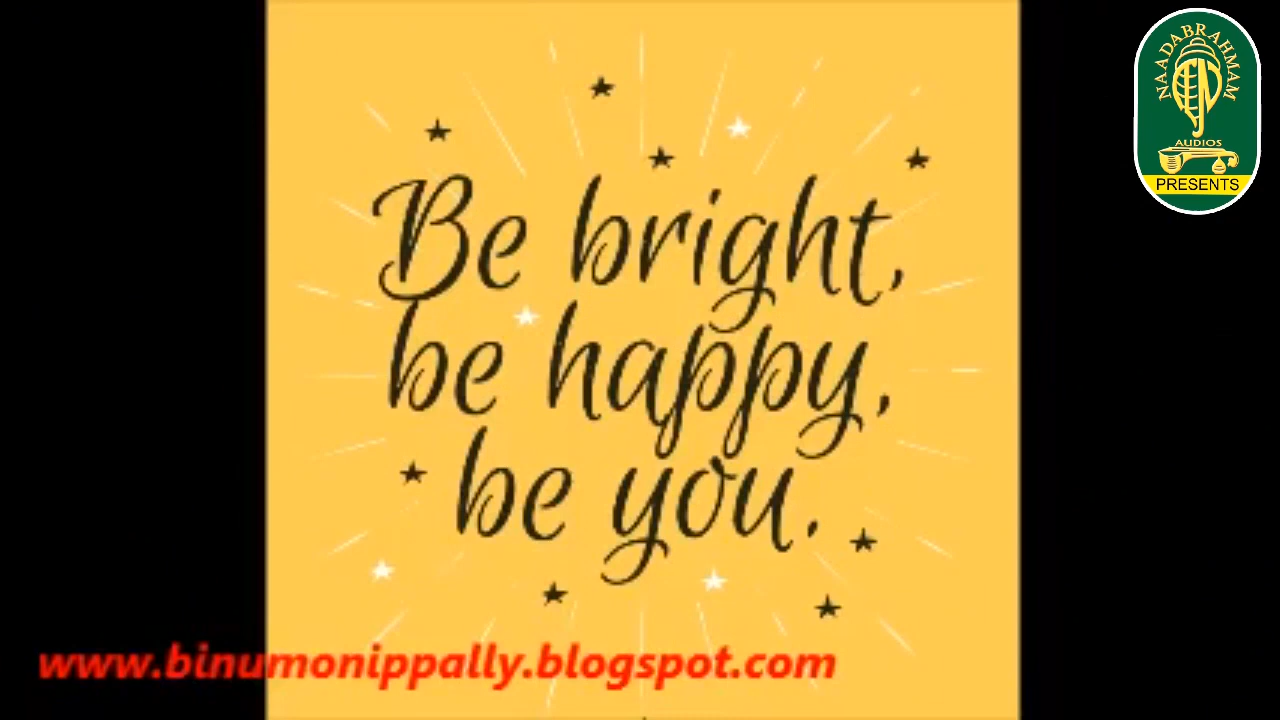 NAADABRAHMAM
AUDIOS
PRESENTS
Be bright,
be happy,
be you.
www.binumonippally.blogspot.com